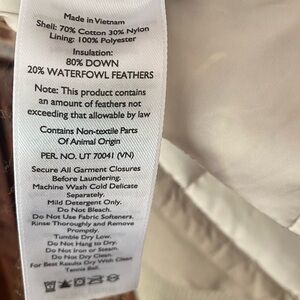 Made in Vietnam
Shell: 70% Cotton 30% Nylon
Lining: 100% Polyester
Insulation:
80% DOWN
20% WATERFOWL FEATHERS
Note: This product contains
an amount of feathers not
exceeding that allowable by law
Contains Non-textile Parts
Of Animal Origin
PER. NO. UT 70041 (VN)
Secure All Garment Closures
Before Laundering.
Machine Wash Cold Delicate
Separately.
Mild Detergent Only.
Do Not Bleach.
Do Not Use Fabric Softeners.
Rinse Thoroughly and Remove
Promptly.
Tumble Dry Low.
Do Not Hang to Dry.
Do Not Iron or Steam.
Do Not Dry Clean.
For Best Results Dry With Clean
Tennis Ball.